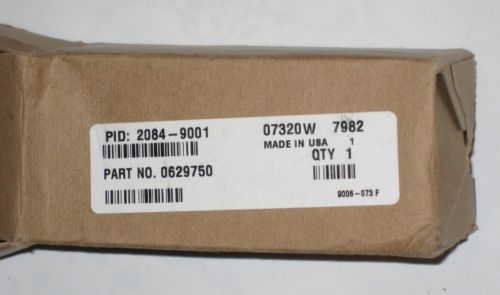 PID: 2084-9001 07320W 7982
MADE IN USA 1
QTY 1
PART NO. 0629750
9006-073 F